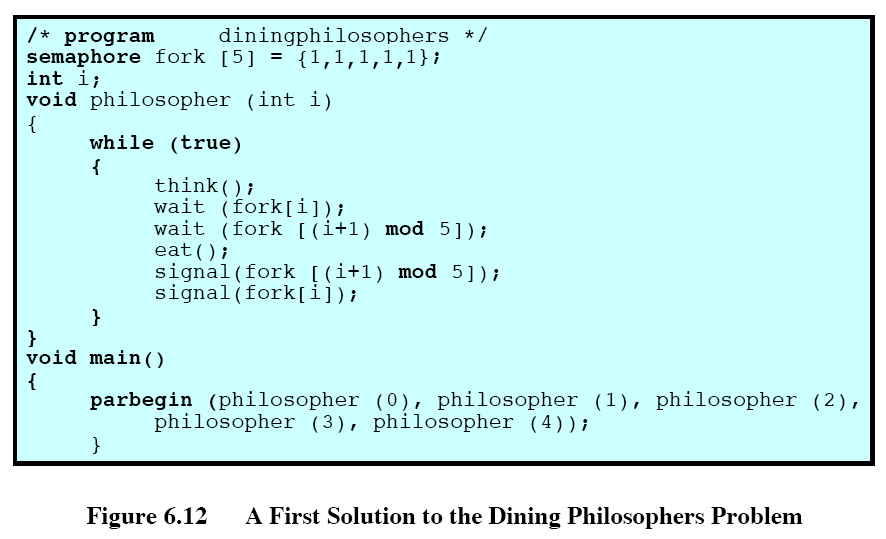 /* program     diningphilosophers */
semaphore fork [5] = {1,1,1,1,1};
int i;
void philosopher (int i)
{
     while (true)
     {
          think();
          wait (fork[i]);
          wait (fork [(i+1) mod 5]);
          eat();
          signal(fork [(i+1) mod 5]);
          signal(fork[i]);
     }
}
void main()
{
     parbegin (philosopher (0), philosopher (1), philosopher (2),
          philosopher (3), philosopher (4));
     }
Figure 6.12     A First Solution to the Dining Philosophers Problem